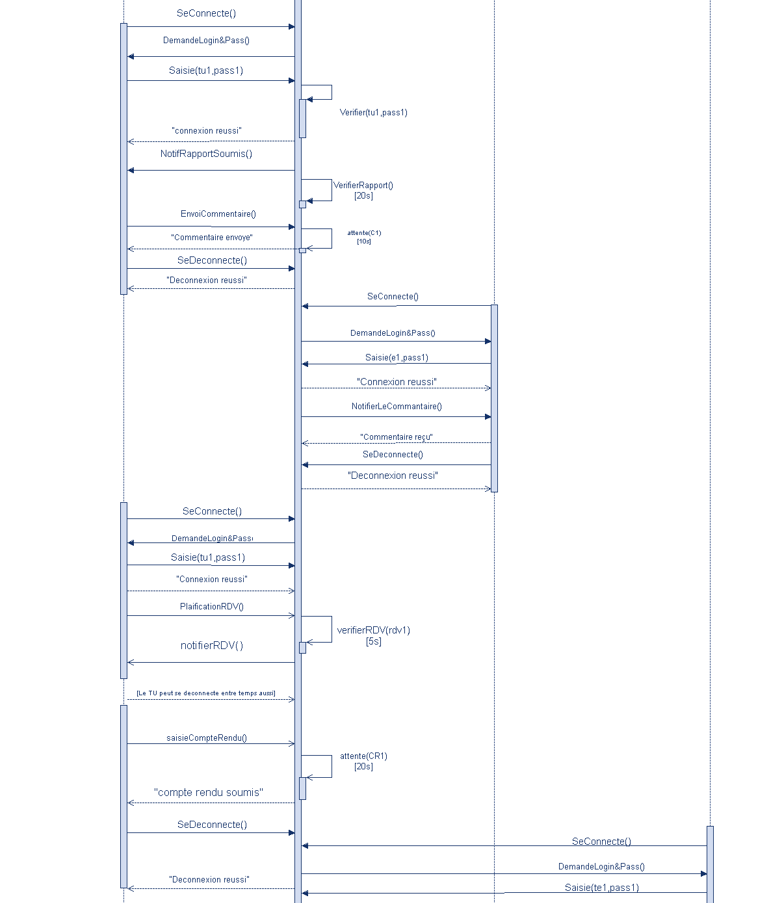 SeConnecte()
DemandeLogin&Pass()
Saisie(tu1,pass1)
Verifier(tu1,pass1)
"connexion reussi"
NotifRapportSoumis()
VerifierRapport()
[20s]
EnvoiCommentaire()
attente(C1)
[10s]
"Commentaire envoye"
SeDeconnecte()
"Deconnexion reussi"
SeConnecte()
DemandeLogin&Pass()
Saisie(e1,pass1)
"Connexion reussi"
NotifierLeCommantaire()
"Commentaire reçu"
SeDeconnecte()
"Deconnexion reussi"
SeConnecte()
DemandeLogin&Pass(
Saisie(tu1,pass1)
"Connexion reussi"
PlaificationRDV()
verifierRDV(rdv1)
[5s]
notifierRDV()
[Le TU peut se deconnecte entre temps aussi]
saisieCompteRendu()
attente(CR1)
[20s]
"compte rendu soumis"
SeDeconnecte()
SeConnecte()
DemandeLogin&Pass()
"Deconnexion reussi"
Saisie(te1,pass1)